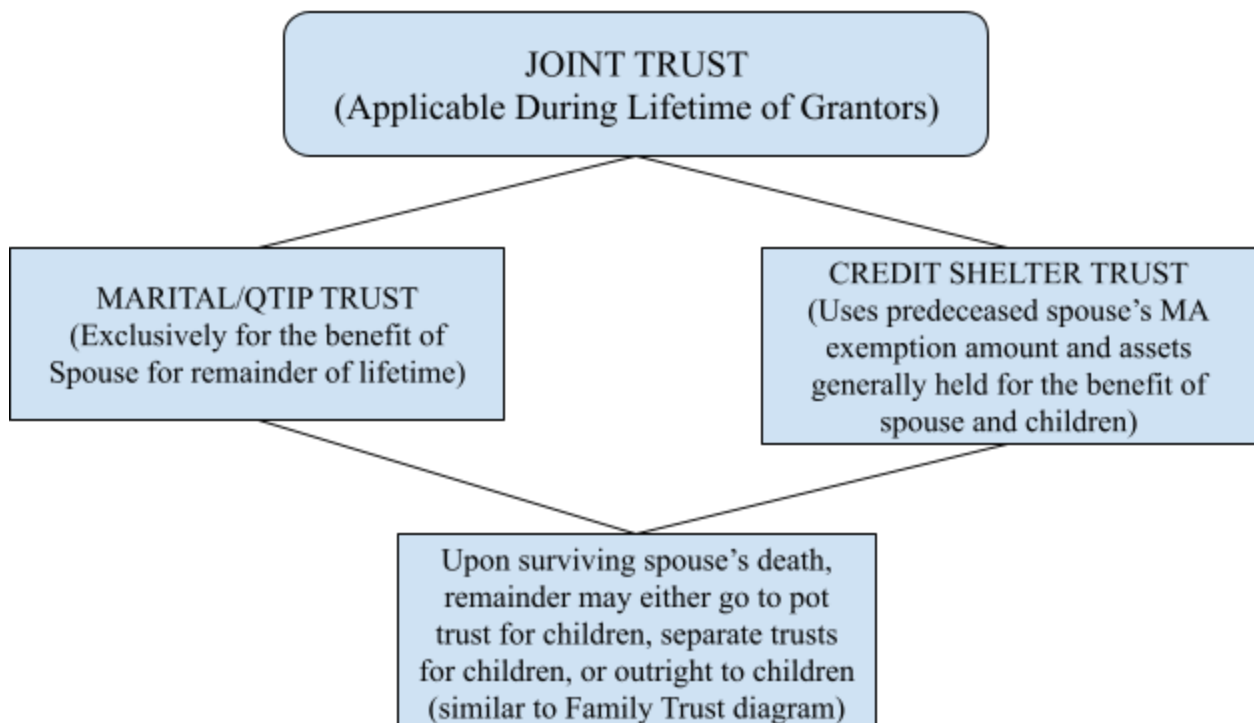 JOINT TRUST
(Applicable During Lifetime of Grantors)
MARITAL/QTIP TRUST
(Exclusively for the benefit of
Spouse for remainder of lifetime)
CREDIT SHELTER TRUST
(Uses predeceased spouse’s MA
exemption amount and assets
generally held for the benefit of
spouse and children)
Upon surviving spouse’s death,
remainder may either go to pot
trust for children, separate trusts
for children, or outright to children
(similar to Family Trust diagram)